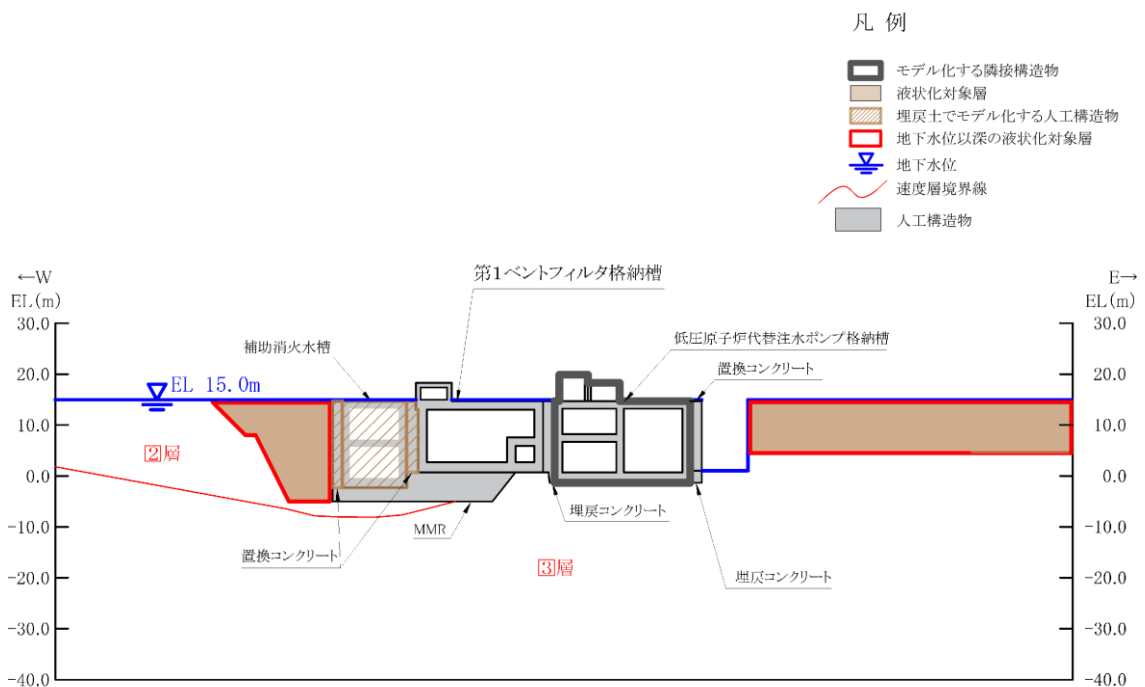 凡 例
モデル化する隣接構造物
液状化対象層
埋戻土でモデル化する人工構造物
地下水位以深の液状化対象層
地下水位
速度層境界線
人工構造物
←W
EL(m)
E→
EL(m)
第1ベントフィルタ格納槽
補助消火水槽
低圧原子炉代替注水ポンプ格納槽
置換コンクリート
EL 15.0m
②層
③層
埋戻コンクリート
MMR
置換コンクリート
埋戻コンクリート
30.0
20.0
10.0
0.0
-10.0
-20.0
-30.0
-40.0
30.0
20.0
10.0
0.0
-10.0
-20.0
-30.0
-40.0